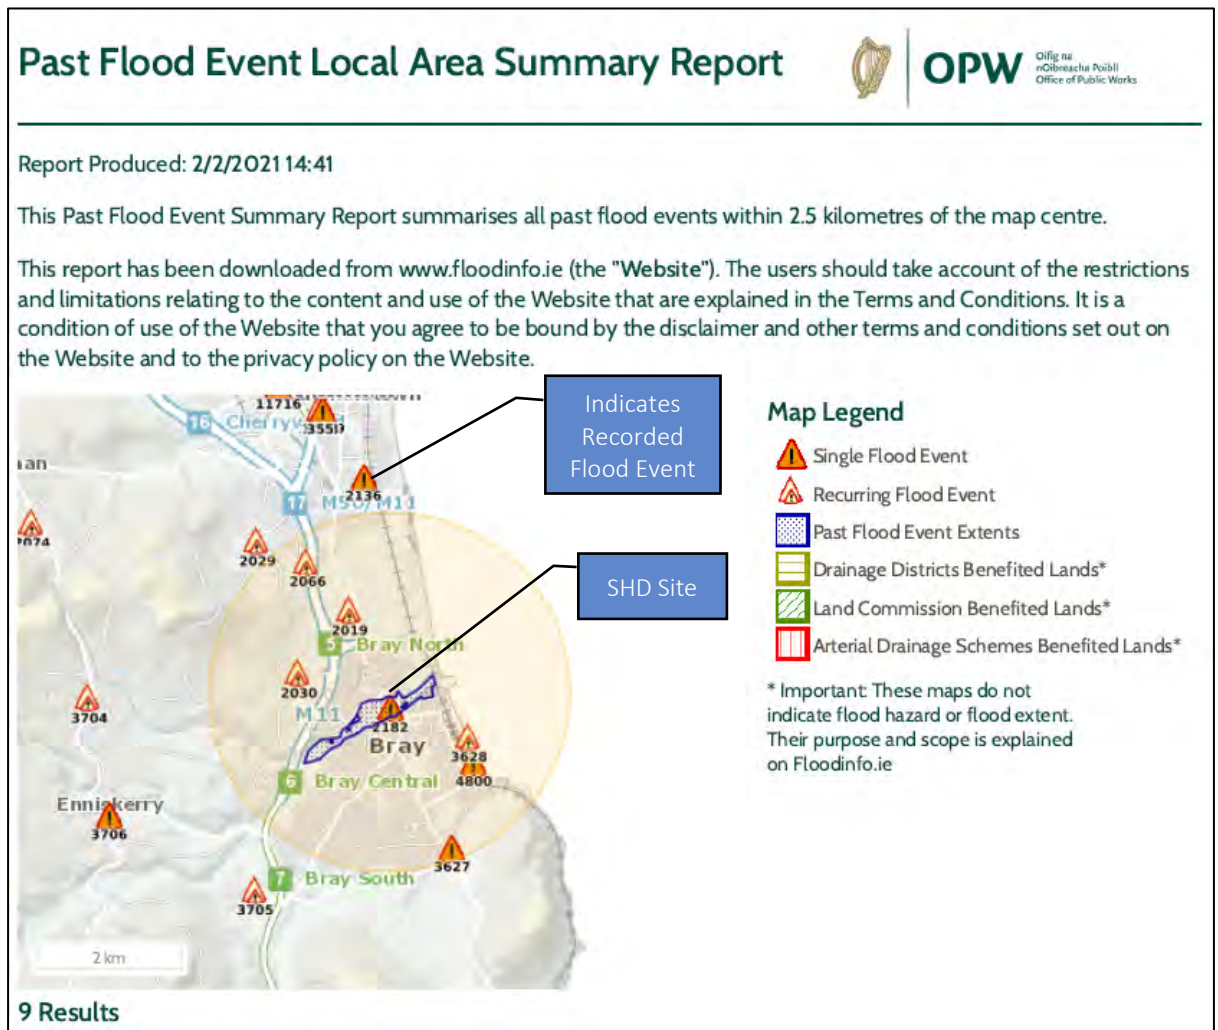 Past Flood Event Local Area Summary Report
OPW
Oifig na
nOibreacha Poiblí
Office of Public Works
Report Produced: 2/2/2021 14:41
This Past Flood Event Summary Report summarises all past flood events within 2.5 kilometres of the map centre.
This report has been downloaded from www.floodinfo.ie (the "Website"). The users should take account of the restrictions
and limitations relating to the content and use of the Website that are explained in the Terms and Conditions. It is a
condition of use of the Website that you agree to be bound by the disclaimer and other terms and conditions set out on
the Website and to the privacy policy on the Website.
Indicates
Recorded
Flood Event
SHD Site
11716
16
17
M50/M11
2136
2029
2066
2019
5 Bray North
2030
M11
2182
Bray
3704
3628
4800
6 Bray Central
Enniskerry
3706
3627
7 Bray South
3705
2 km
Map Legend
Single Flood Event
Recurring Flood Event
Past Flood Event Extents
Drainage Districts Benefited Lands*
Land Commission Benefited Lands*
Arterial Drainage Schemes Benefited Lands*
* Important: These maps do not
indicate flood hazard or flood extent.
Their purpose and scope is explained
on Floodinfo.ie
9 Results